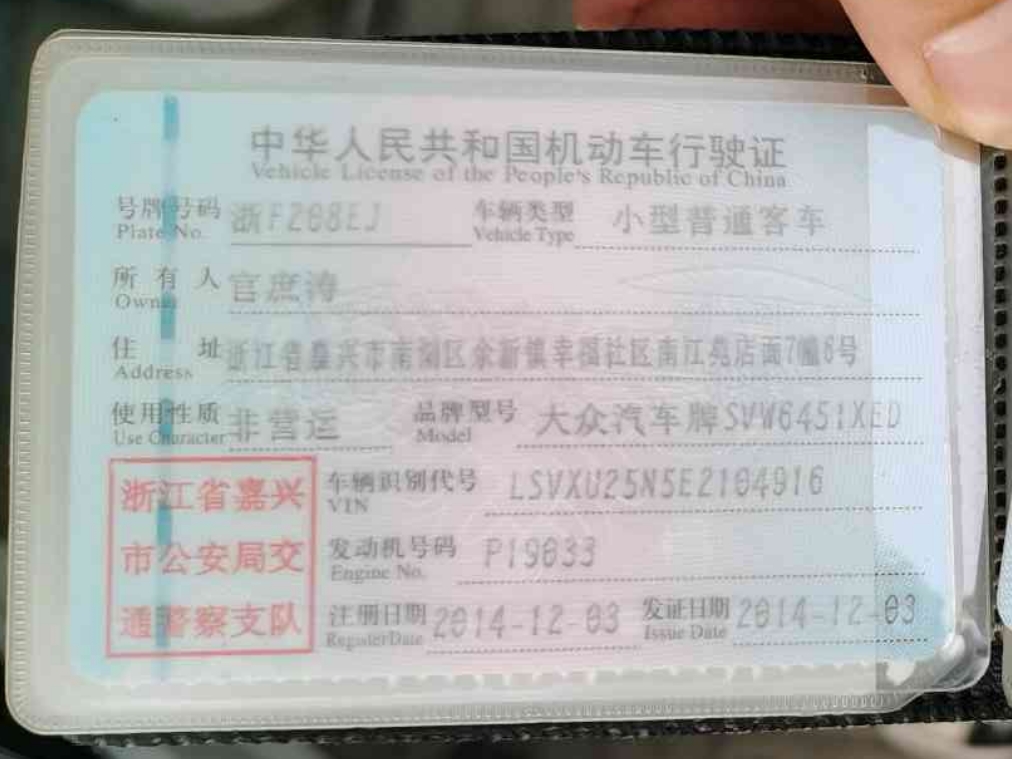 中华人民共和国机动车行驶证
Vehicle License of the People's Republic of China
号牌号码 浙F208EJ 车辆类型 小型普通客车
Plate No. Vehicle Type
所有人 官庶涛
Owner
住址 浙江省嘉兴市南湖区余新镇幸福社区南江苑店面7幢6号
Address
使用性质 非营运 品牌型号 大众汽车牌SVW6451XED
Use Character Model
浙江省嘉兴 车辆识别代号 LSVXU25N5E2104916
VIN
市公安局交 发动机号码 P19633
Engine No.
通警察支队 注册日期 2014-12-03 发证日期 2014-12-03
Register Date Issue Date